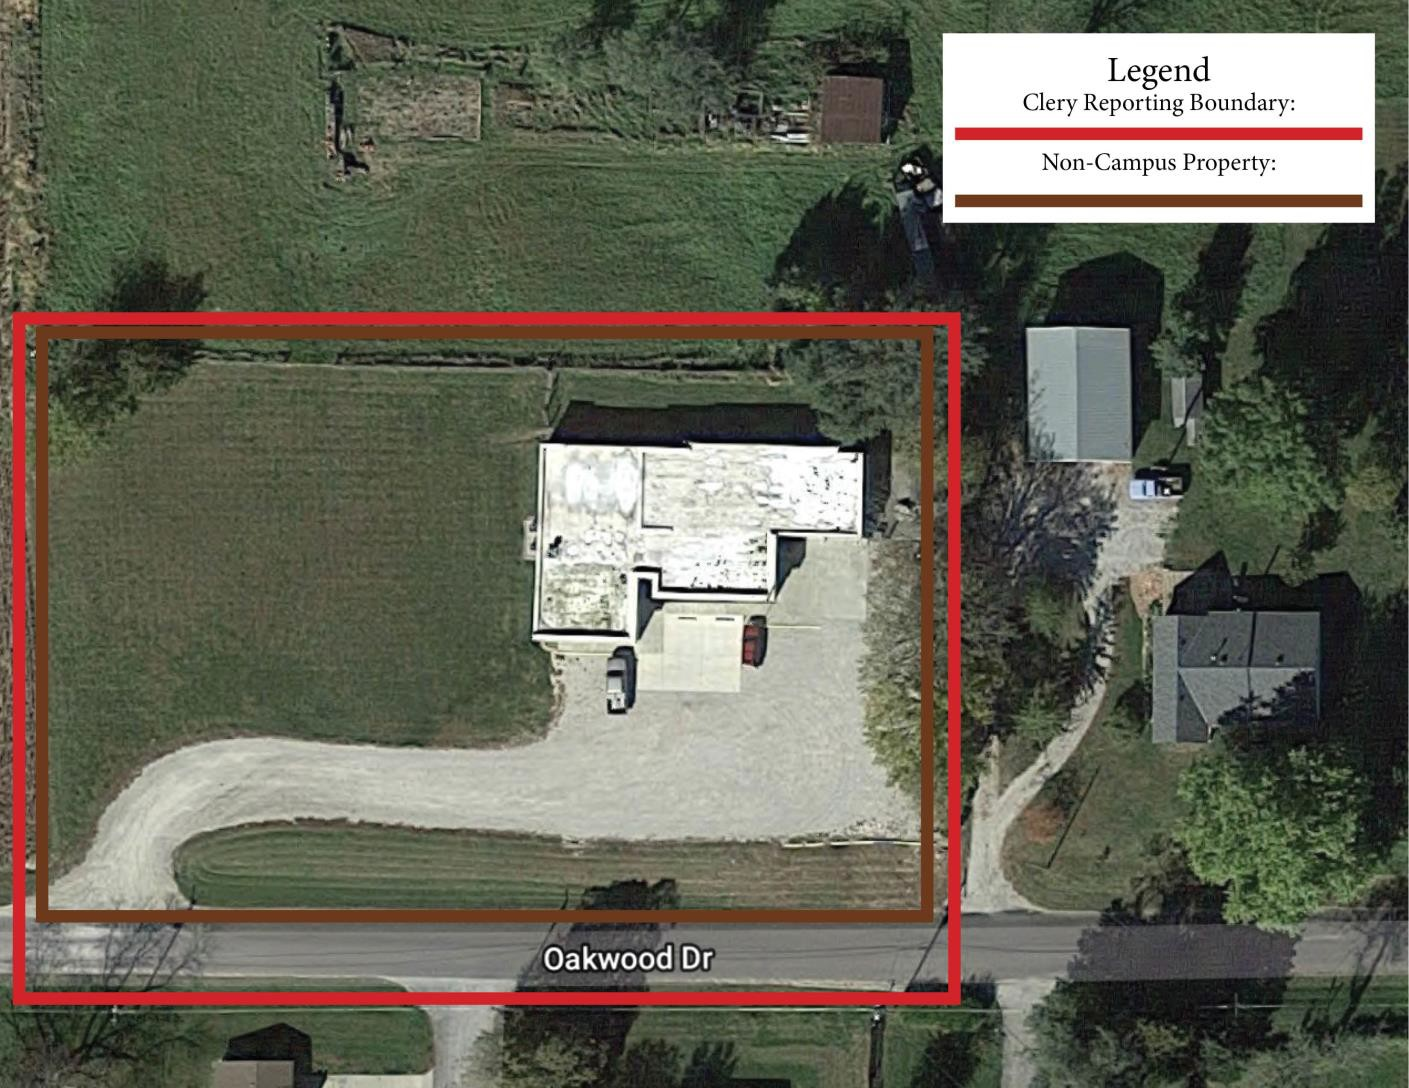 Legend
Clery Reporting Boundary:
Non-Campus Property:
Oakwood Dr